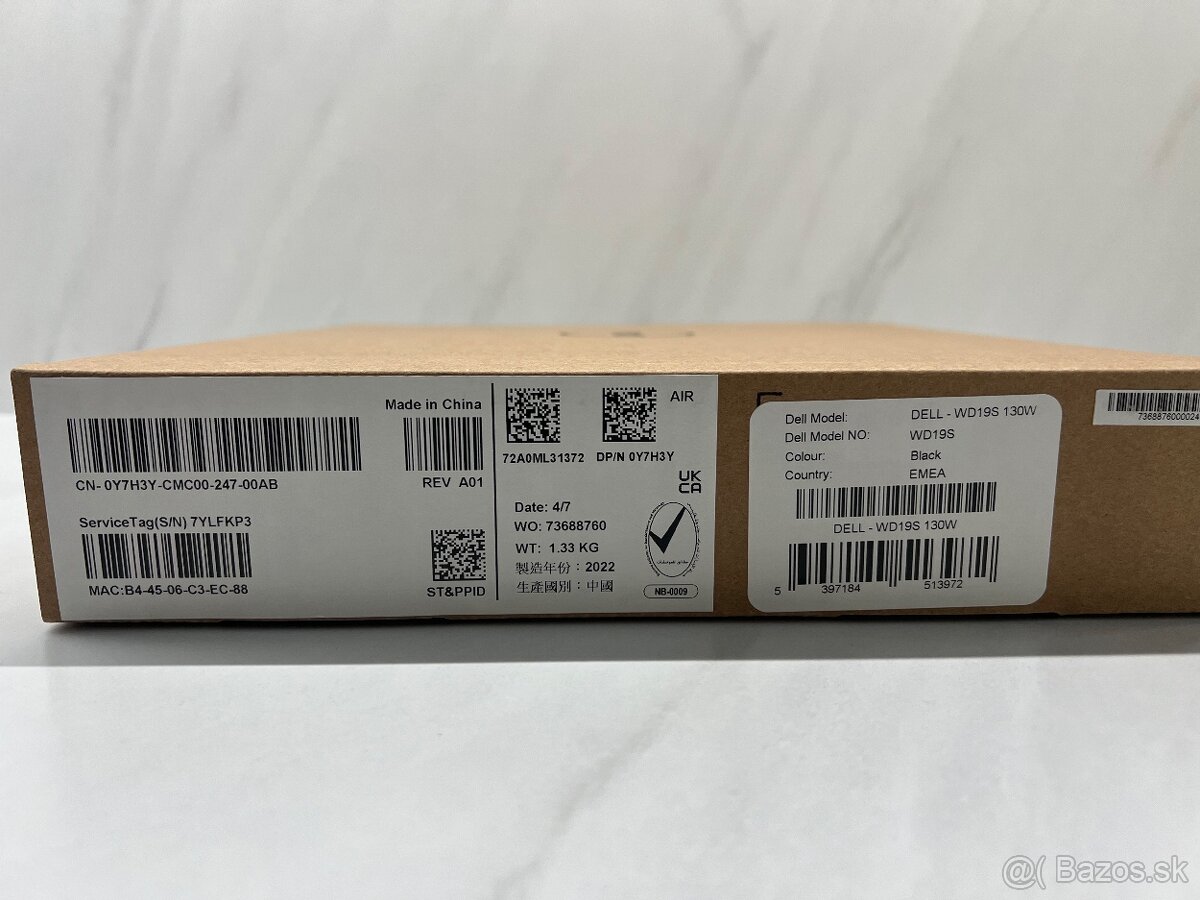 Made in China
CN- 0Y7H3Y-CMC00-247-00AB
REV A01
ServiceTag(S/N) 7YLFKP3
MAC:B4-45-06-C3-EC-88
ST&PPID
AIR
72A0ML31372 DP/N 0Y7H3Y
UK
CA
Date: 4/7
WO: 73688760
WT: 1.33 KG
製造年份：2022
生產國別：中國
NB-0009
Dell Model: DELL - WD19S 130W
Dell Model NO: WD19S
Colour: Black
Country: EMEA
DELL - WD19S 130W
5 397184 513972
7368876000024
@( Bazos.sk